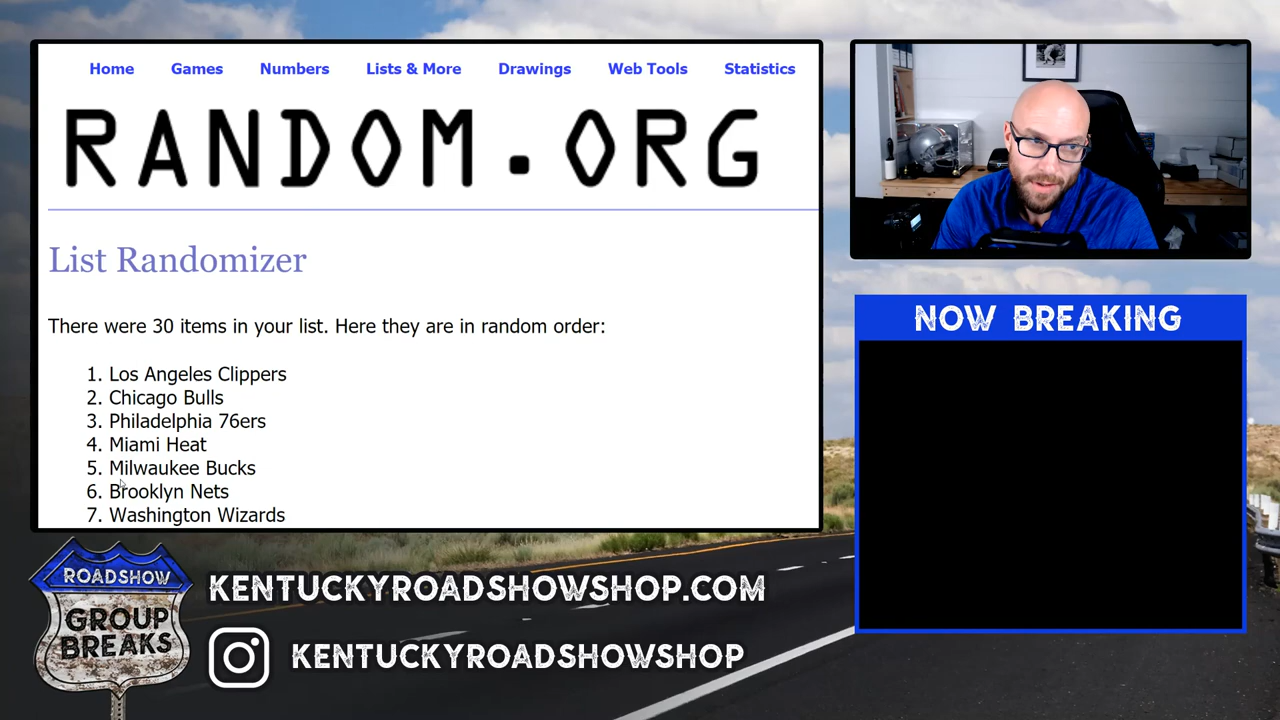 Home Games Numbers Lists & More Drawings Web Tools Statistics
RANDOM.ORG
List Randomizer
There were 30 items in your list. Here they are in random order:
1. Los Angeles Clippers
2. Chicago Bulls
3. Philadelphia 76ers
4. Miami Heat
5. Milwaukee Bucks
6. Brooklyn Nets
7. Washington Wizards
NOW BREAKING
ROADSHOW
GROUP
BREAKS
KENTUCKYROADSHOWSHOP.COM
KENTUCKYROADSHOWSHOP